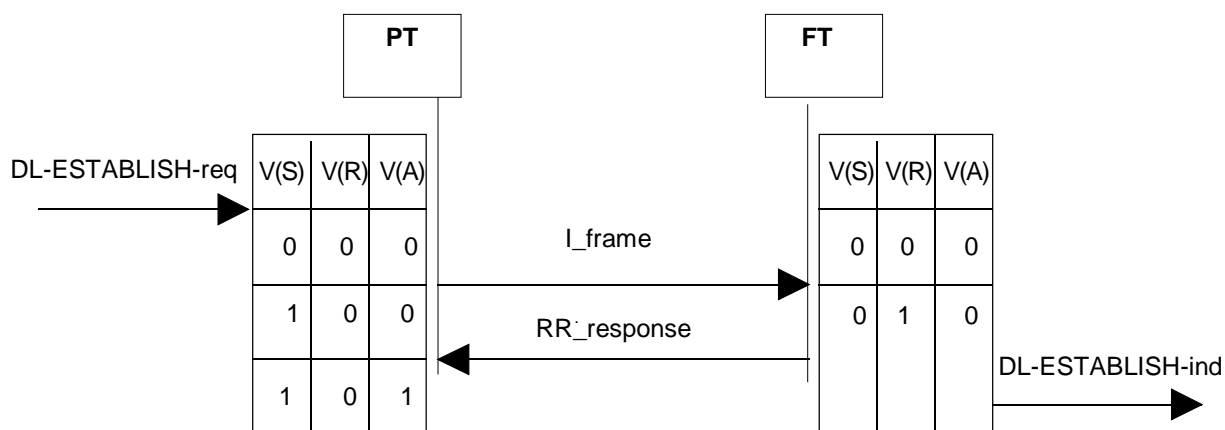 PT FT
DL-ESTABLISH-req V(S) V(R) V(A) V(S) V(R) V(A)
0 0 0 I_frame 0 0 0
1 0 0 0 1 0
RR_response
DL-ESTABLISH-ind
1 0 1